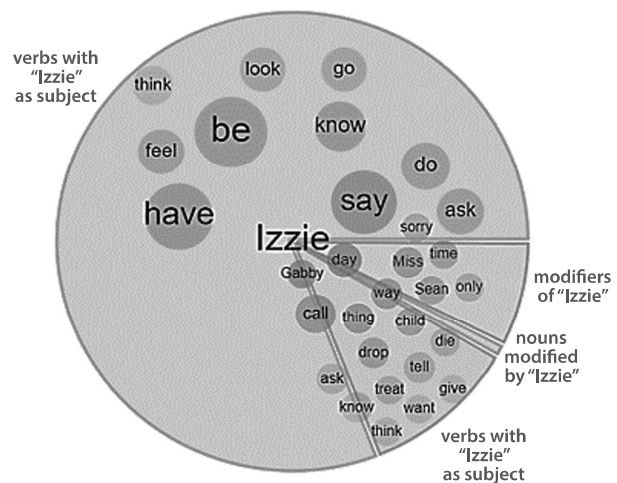 verbs with
“Izzie”
as subject
think
look
go
be
know
feel
do
have
say
ask
sorry
Izzie
day
Miss
time
Gabby
way
Sean
only
modifiers
of “Izzie”
call
thing
child
die
nouns
modified
by “Izzie”
drop
tell
ask
treat
give
know
want
think
verbs with
“Izzie”
as subject